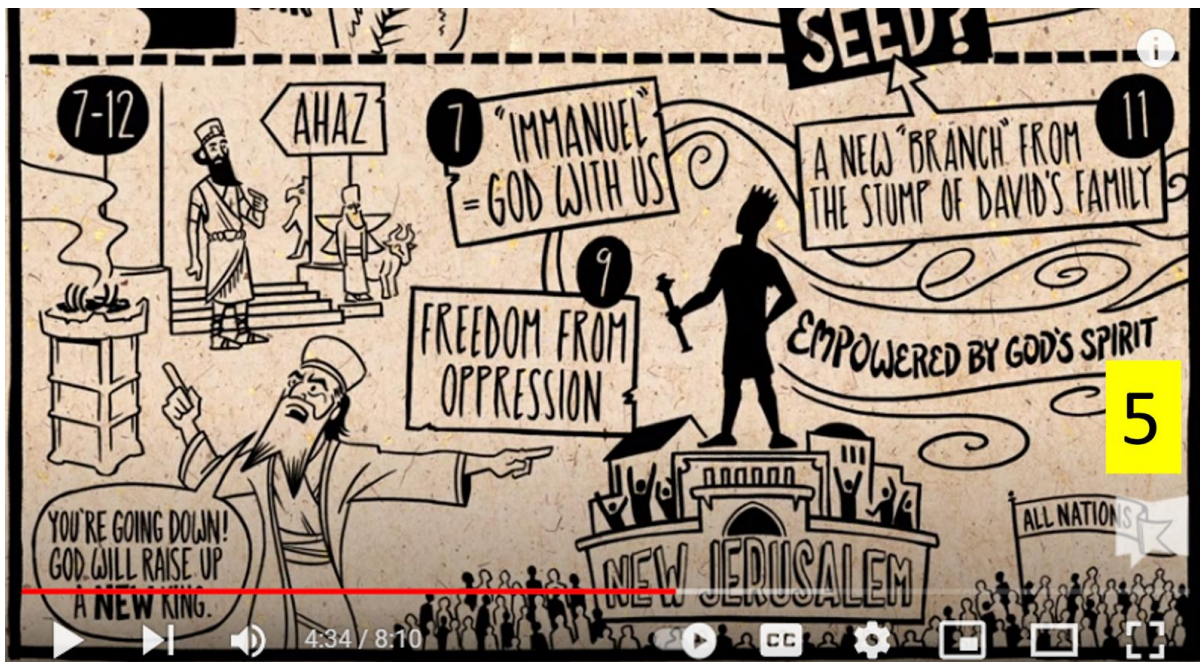 SEED?
7-12
AHAZ
7
"IMMANUEL"
= GOD WITH US
11
A NEW "BRANCH" FROM
THE STUMP OF DAVID'S FAMILY
9
FREEDOM FROM
OPPRESSION
EMPOWERED BY GOD'S SPIRIT
5
YOU'RE GOING DOWN!
GOD WILL RAISE UP
A NEW KING.
ALL NATIONS
NEW JERUSALEM
4:34 / 8:10
CC
i